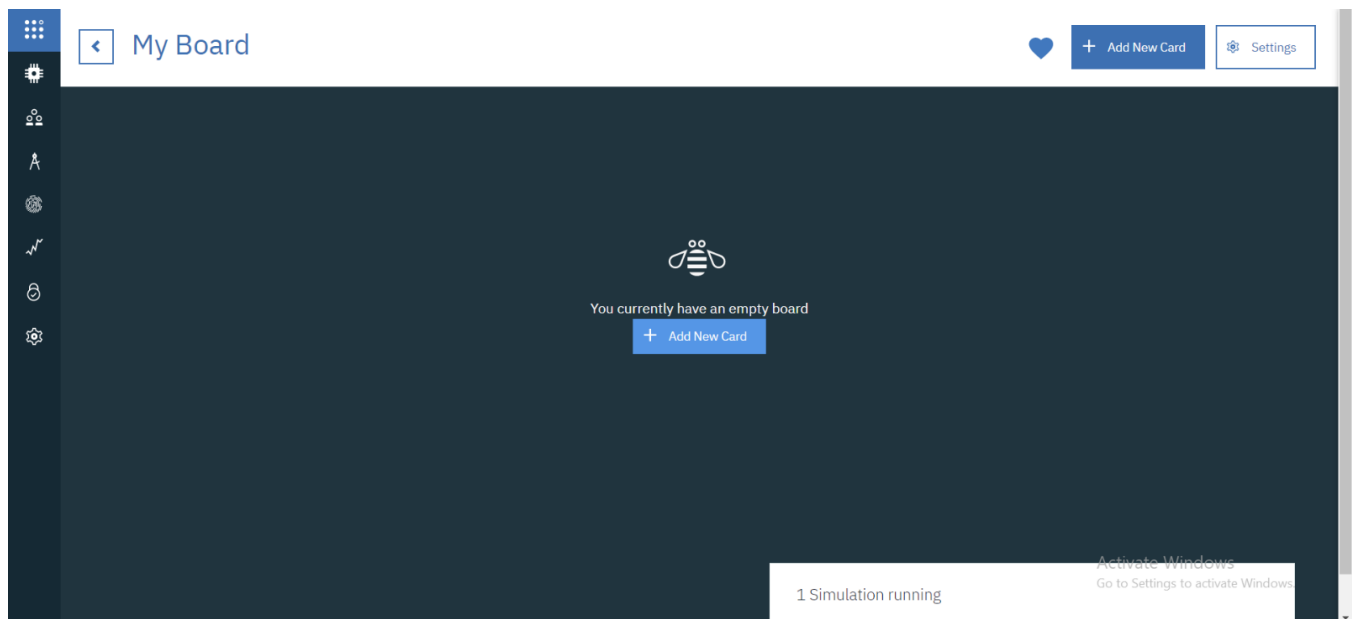 My Board
+ Add New Card
Settings
You currently have an empty board
+ Add New Card
1 Simulation running
Activate Windows
Go to Settings to activate Windows.